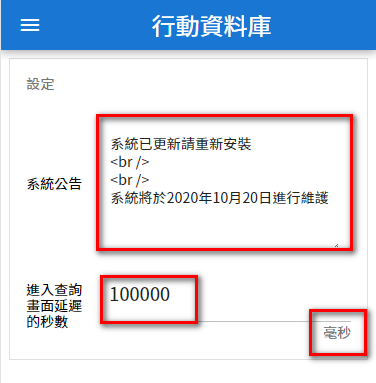 行動資料庫
設定
系統公告
系統已更新請重新安裝
<br />
<br />
系統將於2020年10月20日進行維護
進入查詢
畫面延遲
的秒數
100000
毫秒